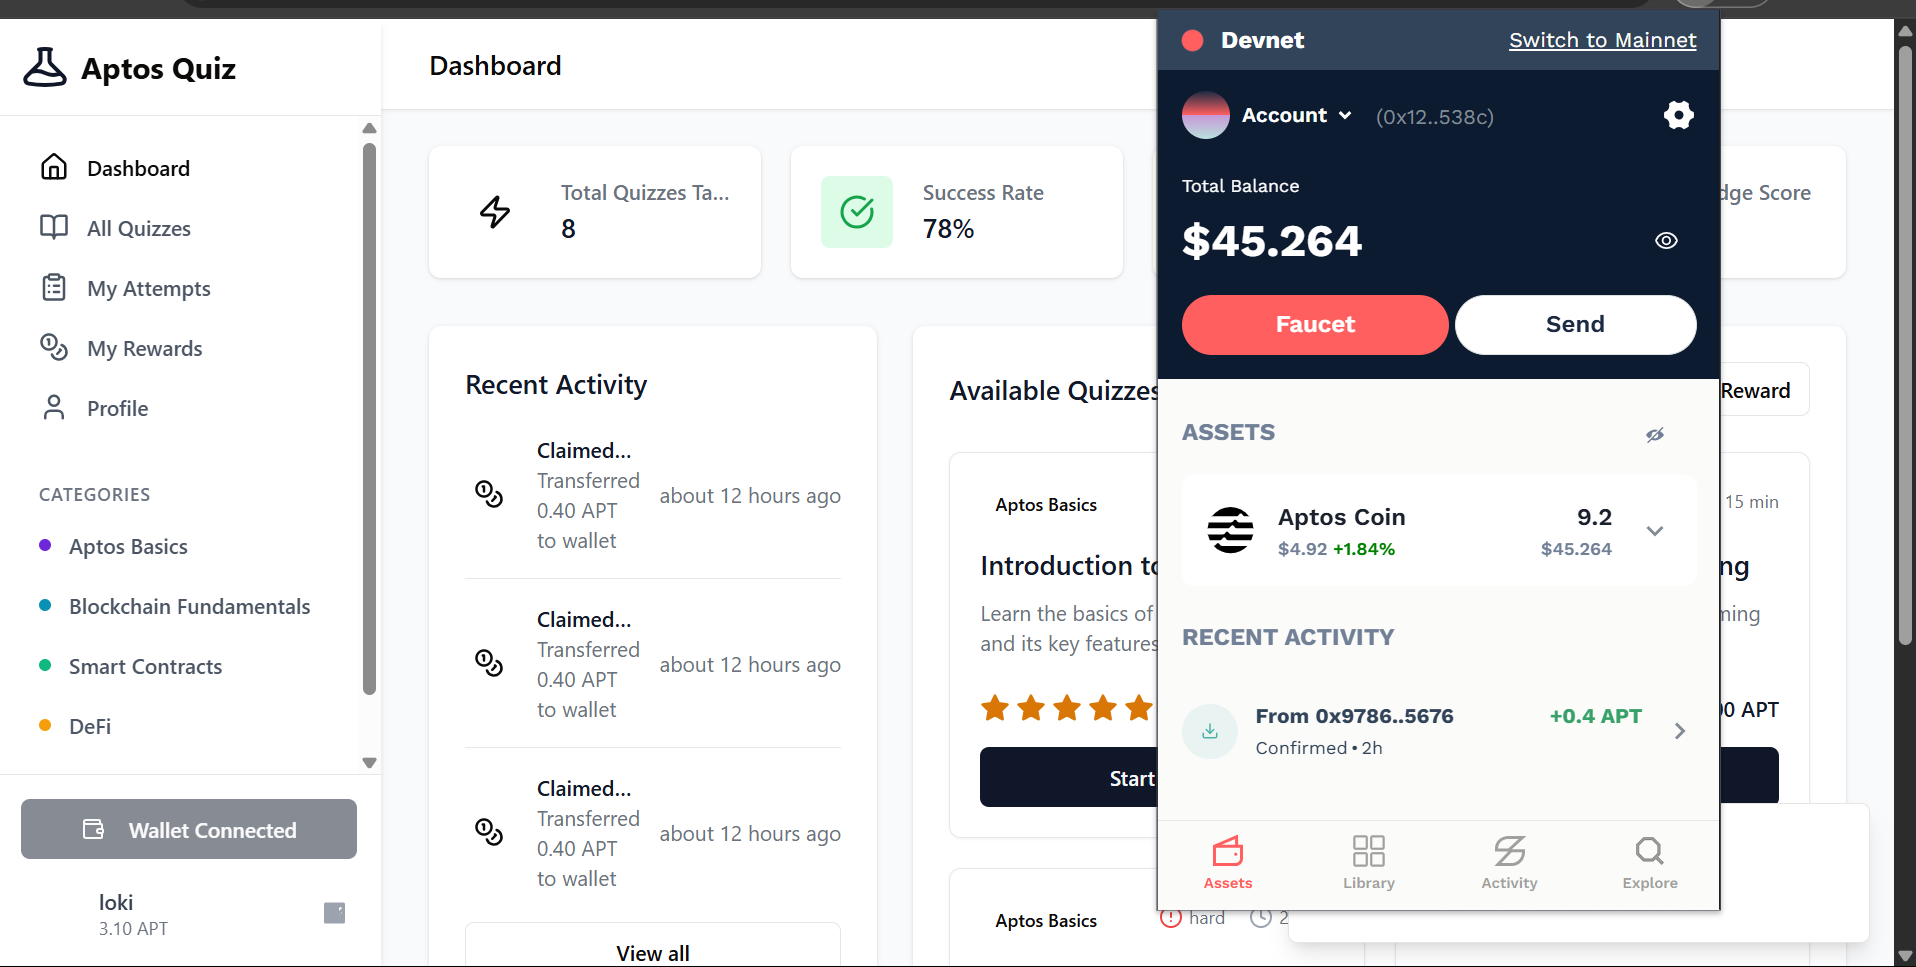 Aptos Quiz
Dashboard
All Quizzes
My Attempts
My Rewards
Profile
CATEGORIES
Aptos Basics
Blockchain Fundamentals
Smart Contracts
DeFi
Wallet Connected
loki
3.10 APT
Dashboard
Total Quizzes Ta...
8
Success Rate
78%
dge Score
Recent Activity
Claimed...
Transferred
0.40 APT
to wallet
about 12 hours ago
Claimed...
Transferred
0.40 APT
to wallet
about 12 hours ago
Claimed...
Transferred
0.40 APT
to wallet
about 12 hours ago
View all
Available Quizzes
Reward
Aptos Basics
15 min
Introduction to
ng
Learn the basics of
ning
and its key features
00 APT
Start
Aptos Basics
hard
2
Devnet
Switch to Mainnet
Account
(0x12..538c)
Total Balance
$45.264
Faucet
Send
ASSETS
Aptos Coin
9.2
$4.92 +1.84%
$45.264
RECENT ACTIVITY
From 0x9786..5676
+0.4 APT
Confirmed • 2h
Assets
Library
Activity
Explore